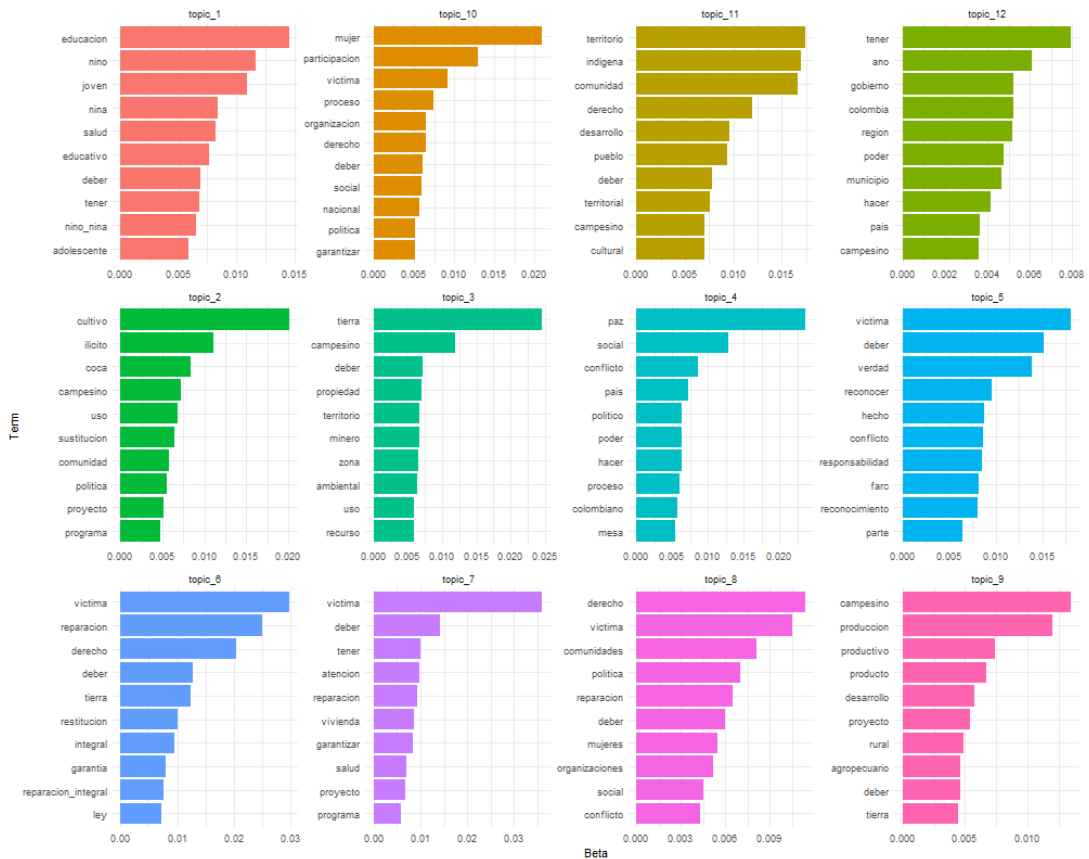 topic_1
educacion
nino
joven
nina
salud
educativo
deber
tener
nino_nina
adolescente
0.000 0.005 0.010 0.015
topic_10
mujer
participacion
victima
proceso
organizacion
derecho
deber
social
nacional
politica
garantizar
0.000 0.005 0.010 0.015 0.020
topic_11
territorio
indigena
comunidad
derecho
desarrollo
pueblo
deber
territorial
campesino
cultural
0.000 0.005 0.010 0.015
topic_12
tener
ano
gobierno
colombia
region
poder
municipio
hacer
pais
campesino
0.000 0.002 0.004 0.006 0.008
topic_2
cultivo
ilicito
coca
campesino
uso
sustitucion
comunidad
politica
proyecto
programa
0.000 0.005 0.010 0.015 0.020
topic_3
tierra
campesino
deber
propiedad
territorio
minero
zona
ambiental
uso
recurso
0.000 0.005 0.010 0.015 0.020 0.025
topic_4
paz
social
conflicto
pais
politico
poder
hacer
proceso
colombiano
mesa
0.000 0.005 0.010 0.015 0.020
topic_5
victima
deber
verdad
reconocer
hecho
conflicto
responsabilidad
farc
reconocimiento
parte
0.000 0.005 0.010 0.015
topic_6
victima
reparacion
derecho
deber
tierra
restitucion
integral
garantia
reparacion_integral
ley
0.00 0.01 0.02 0.03
topic_7
victima
deber
tener
atencion
reparacion
vivienda
garantizar
salud
proyecto
programa
0.00 0.01 0.02 0.03
topic_8
derecho
victima
comunidades
politica
reparacion
deber
mujeres
organizaciones
social
conflicto
0.000 0.003 0.006 0.009
topic_9
campesino
produccion
productivo
producto
desarrollo
proyecto
rural
agropecuario
deber
tierra
0.000 0.005 0.010
Term
Beta